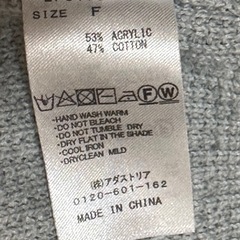 SIZE F
53% ACRYLIC
47% COTTON
F W
・HAND WASH WARM
・DO NOT BLEACH
・DO NOT TUMBLE DRY
・DRY FLAT IN THE SHADE
・COOL IRON
・DRYCLEAN MILD
(株)アダストリア
0120-601-162
MADE IN CHINA